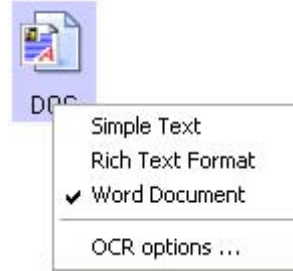 DOC
Simple Text
Rich Text Format
Word Document
OCR options ...